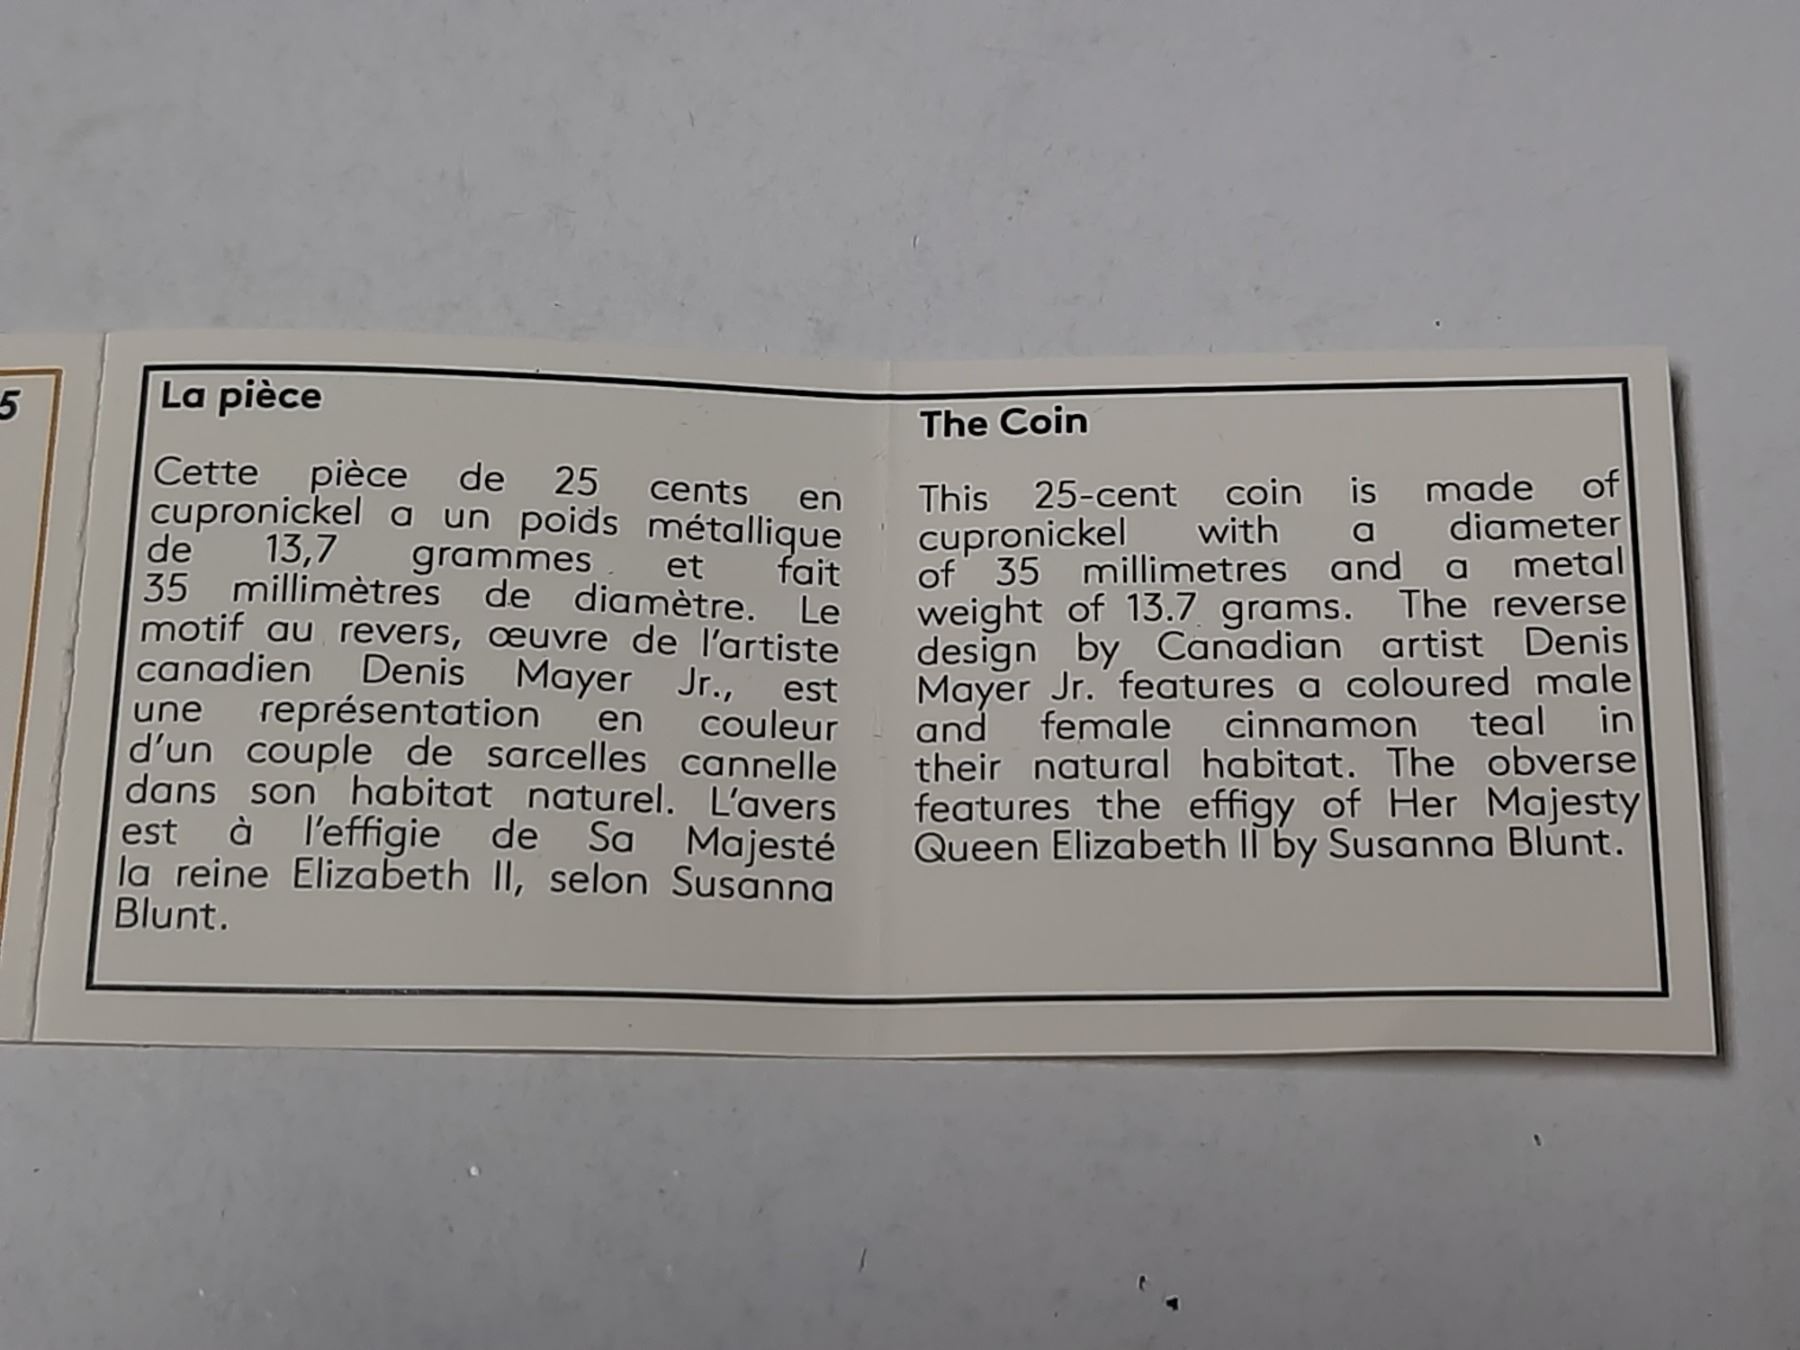 5
La pièce
Cette pièce de 25 cents en
cupronickel a un poids métallique
de 13,7 grammes et fait
35 millimètres de diamètre. Le
motif au revers, œuvre de l'artiste
canadien Denis Mayer Jr., est
une représentation en couleur
d'un couple de sarcelles cannelle
dans son habitat naturel. L'avers
est à l'effigie de Sa Majesté
la reine Elizabeth II, selon Susanna
Blunt.
The Coin
This 25-cent coin is made of
cupronickel with a diameter
of 35 millimetres and a metal
weight of 13.7 grams. The reverse
design by Canadian artist Denis
Mayer Jr. features a coloured male
and female cinnamon teal in
their natural habitat. The obverse
features the effigy of Her Majesty
Queen Elizabeth II by Susanna Blunt.